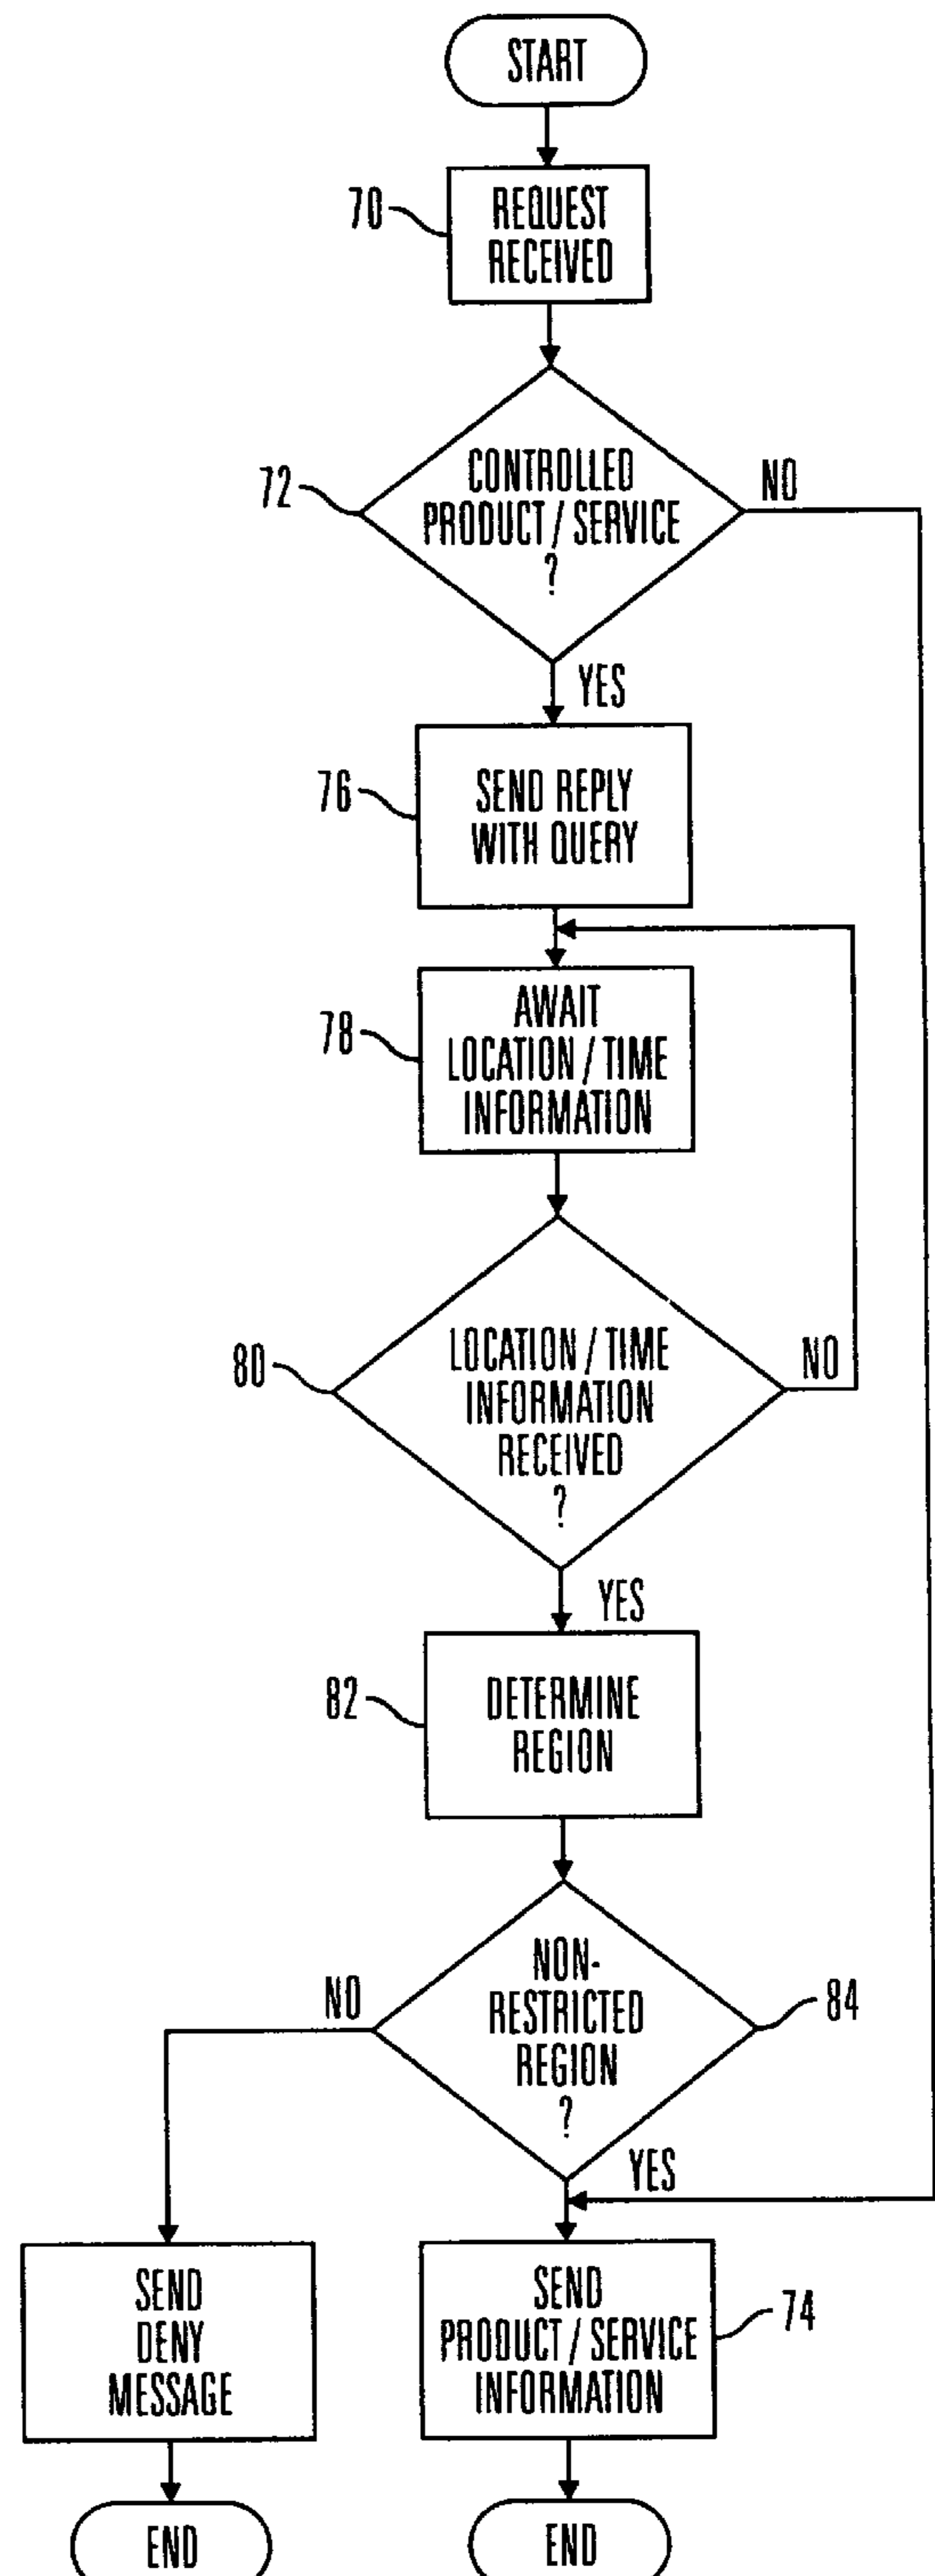 START
70
REQUEST
RECEIVED
72
CONTROLLED
PRODUCT / SERVICE
?
NO
YES
76
SEND REPLY
WITH QUERY
78
AWAIT
LOCATION / TIME
INFORMATION
80
LOCATION / TIME
INFORMATION
RECEIVED
?
NO
YES
82
DETERMINE
REGION
NO
NON-
RESTRICTED
REGION
?
84
YES
SEND
DENY
MESSAGE
SEND
PRODUCT / SERVICE
INFORMATION
74
END
END